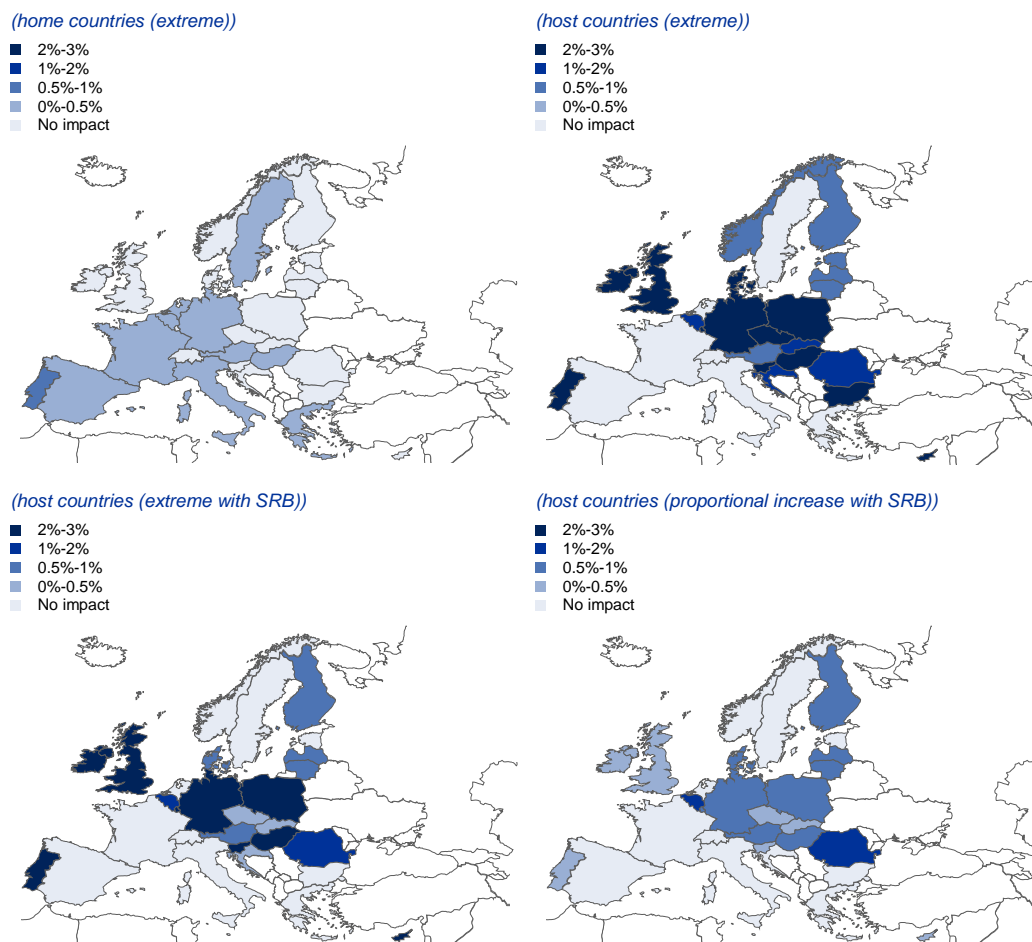 (home countries (extreme))
2%-3%
1%-2%
0.5%-1%
0%-0.5%
No impact
(host countries (extreme))
2%-3%
1%-2%
0.5%-1%
0%-0.5%
No impact
(host countries (extreme with SRB))
2%-3%
1%-2%
0.5%-1%
0%-0.5%
No impact
(host countries (proportional increase with SRB))
2%-3%
1%-2%
0.5%-1%
0%-0.5%
No impact